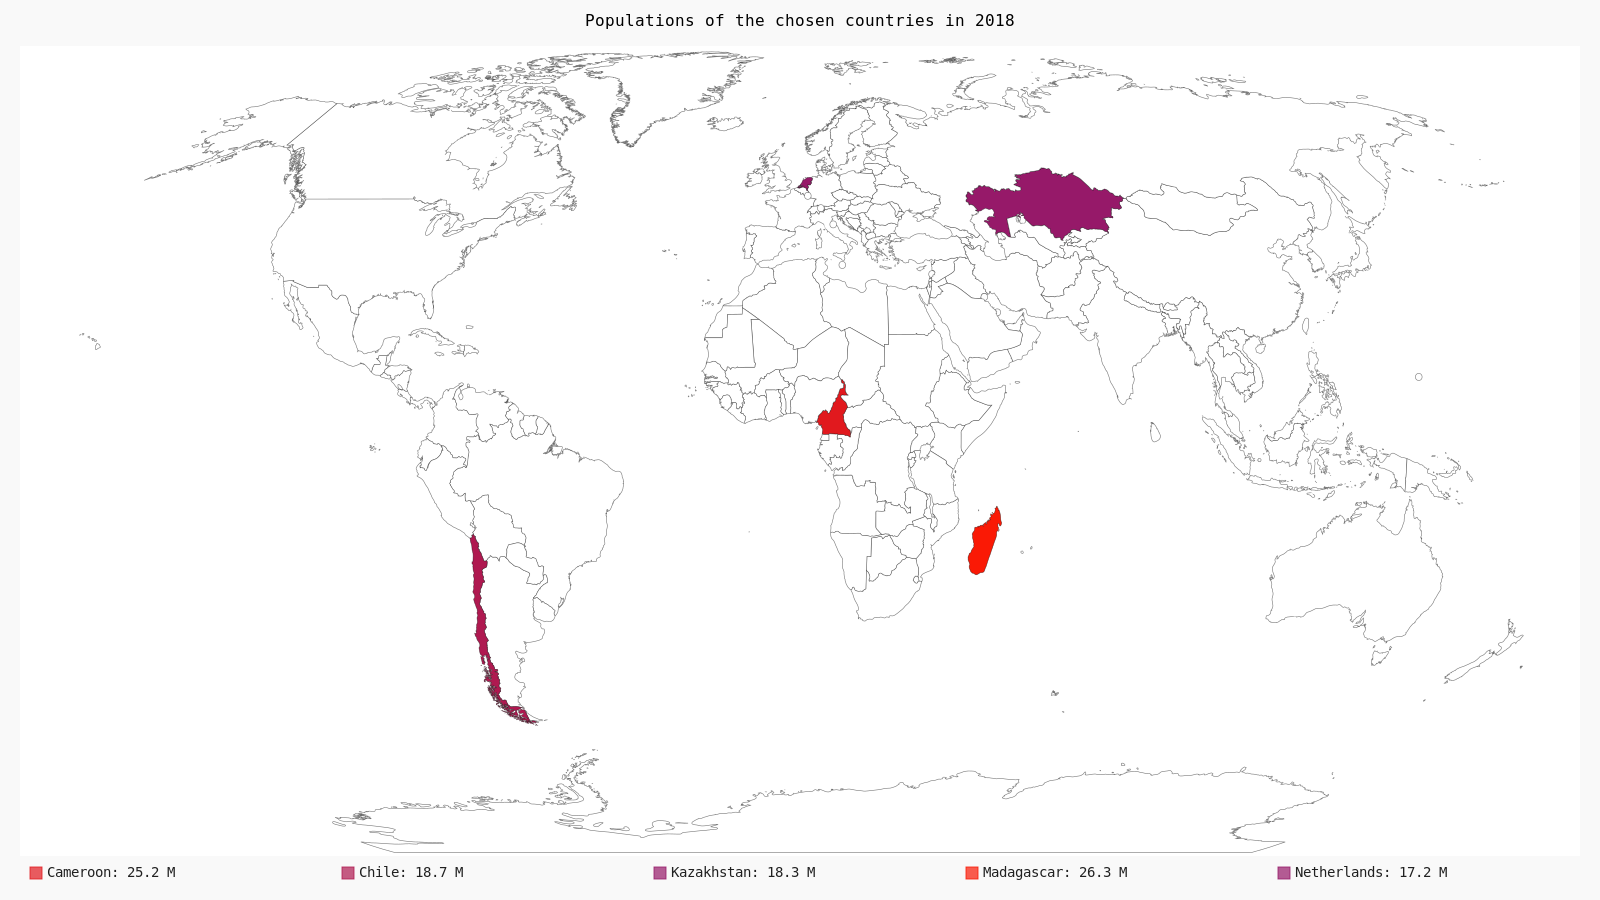 Populations of the chosen countries in 2018
Cameroon: 25.2 M
Chile: 18.7 M
Kazakhstan: 18.3 M
Madagascar: 26.3 M
Netherlands: 17.2 M